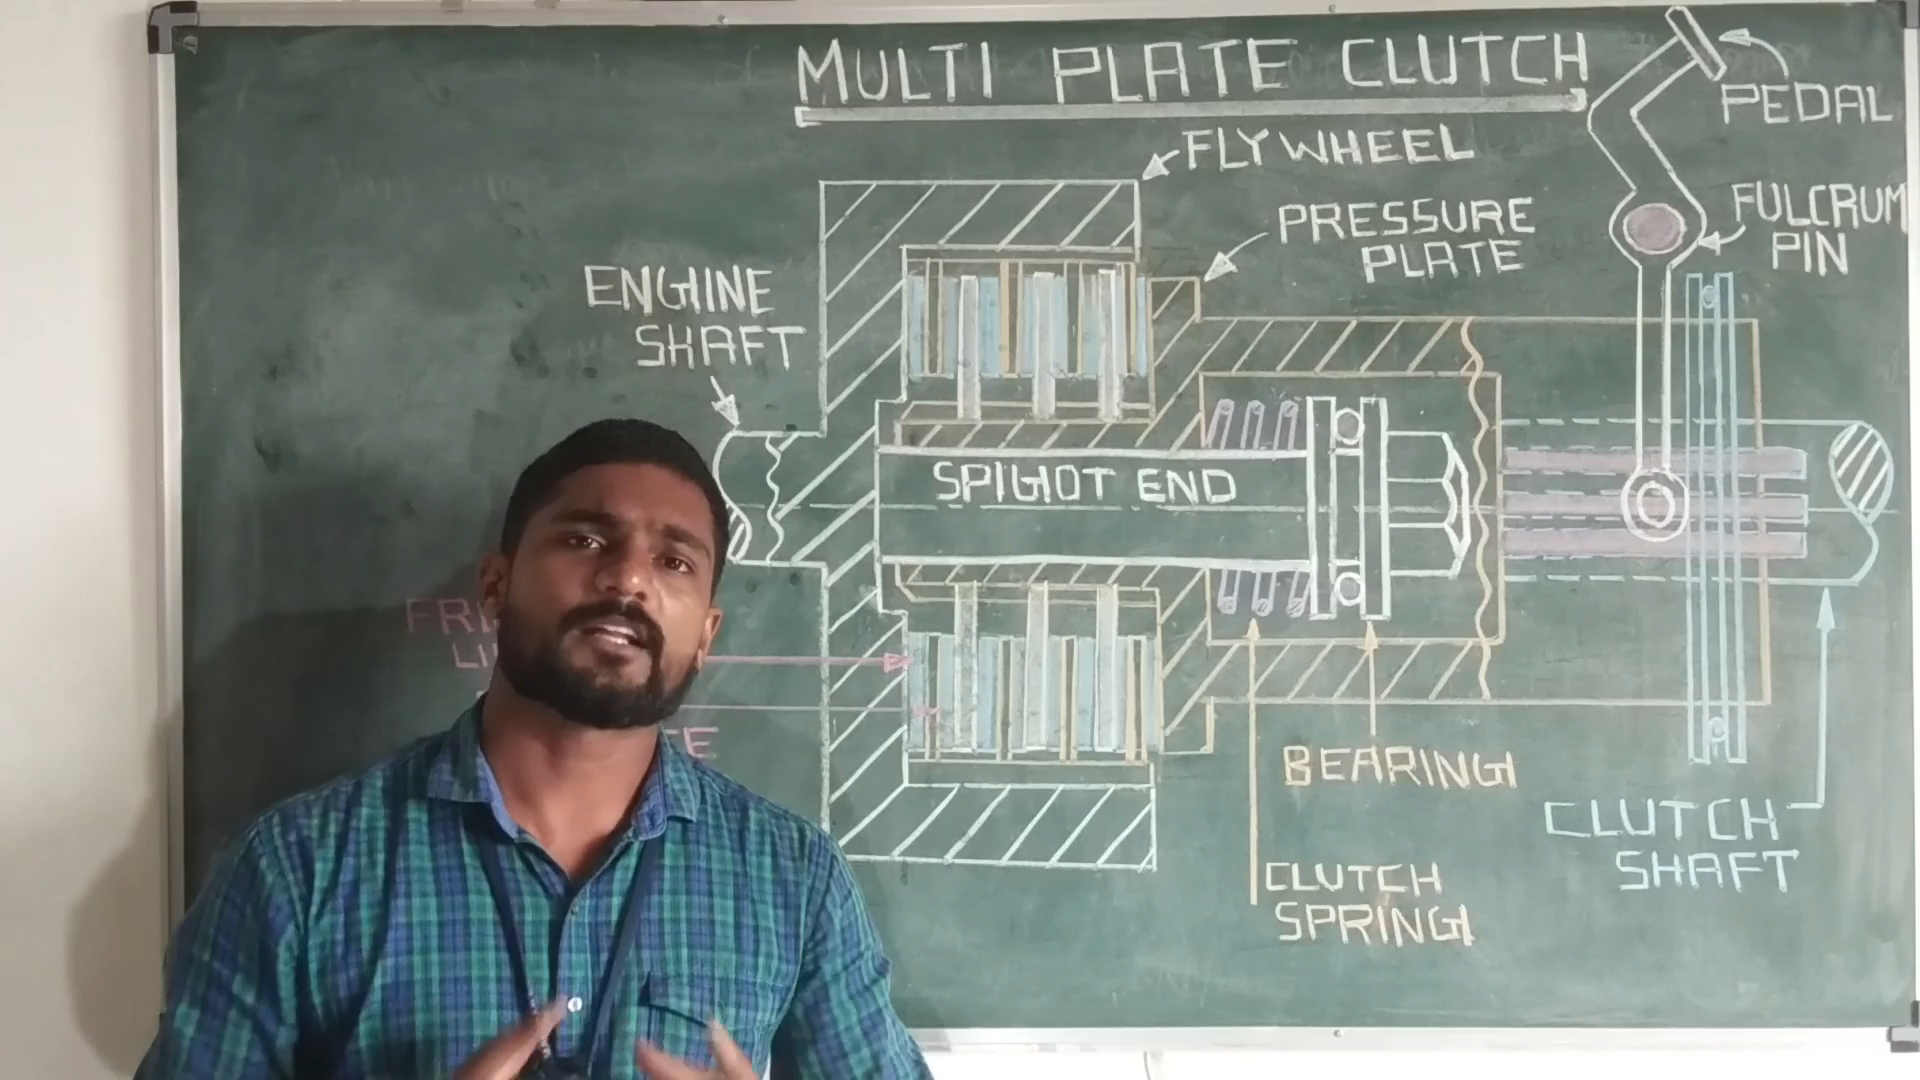 MULTI PLATE CLUTCH
PEDAL
FLYWHEEL
FULCRUM
PIN
PRESSURE
PLATE
ENGINE
SHAFT
SPIGOT END
BEARING
CLUTCH
SHAFT
CLUTCH
SPRING